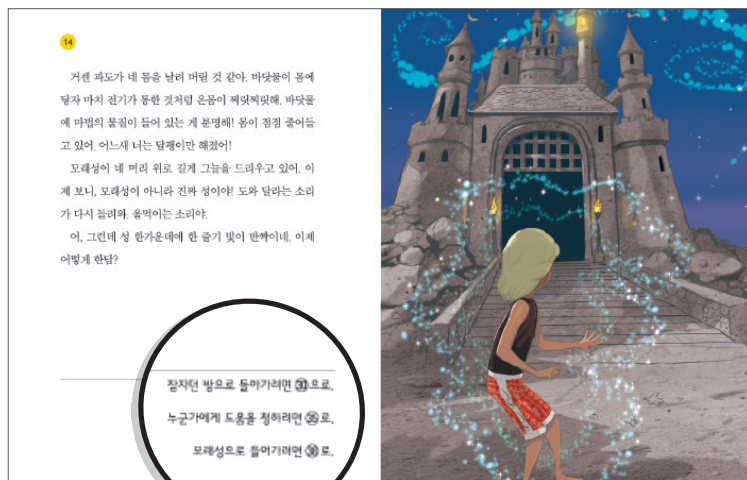 14
거센 파도가 네 몸을 날려 버릴 것 같아. 바닷물이 몸에
닿자 마치 전기가 통한 것처럼 온몸이 찌릿찌릿해. 바닷물
에 마법의 물질이 들어 있는 게 분명해! 몸이 점점 줄어들
고 있어. 어느새 너는 달팽이만 해졌어!
모래성이 네 머리 위로 길게 그늘을 드리우고 있어. 이
제 보니, 모래성이 아니라 진짜 성이야! 도와 달라는 소리
가 다시 들려와. 울먹이는 소리야.
어, 그런데 성 한가운데에 한 줄기 빛이 반짝이네. 이제
어떻게 한담?
잠자던 방으로 돌아가려면 ㉛으로,
누군가에게 도움을 청하려면 로,
모래성으로 들어가려면 로,